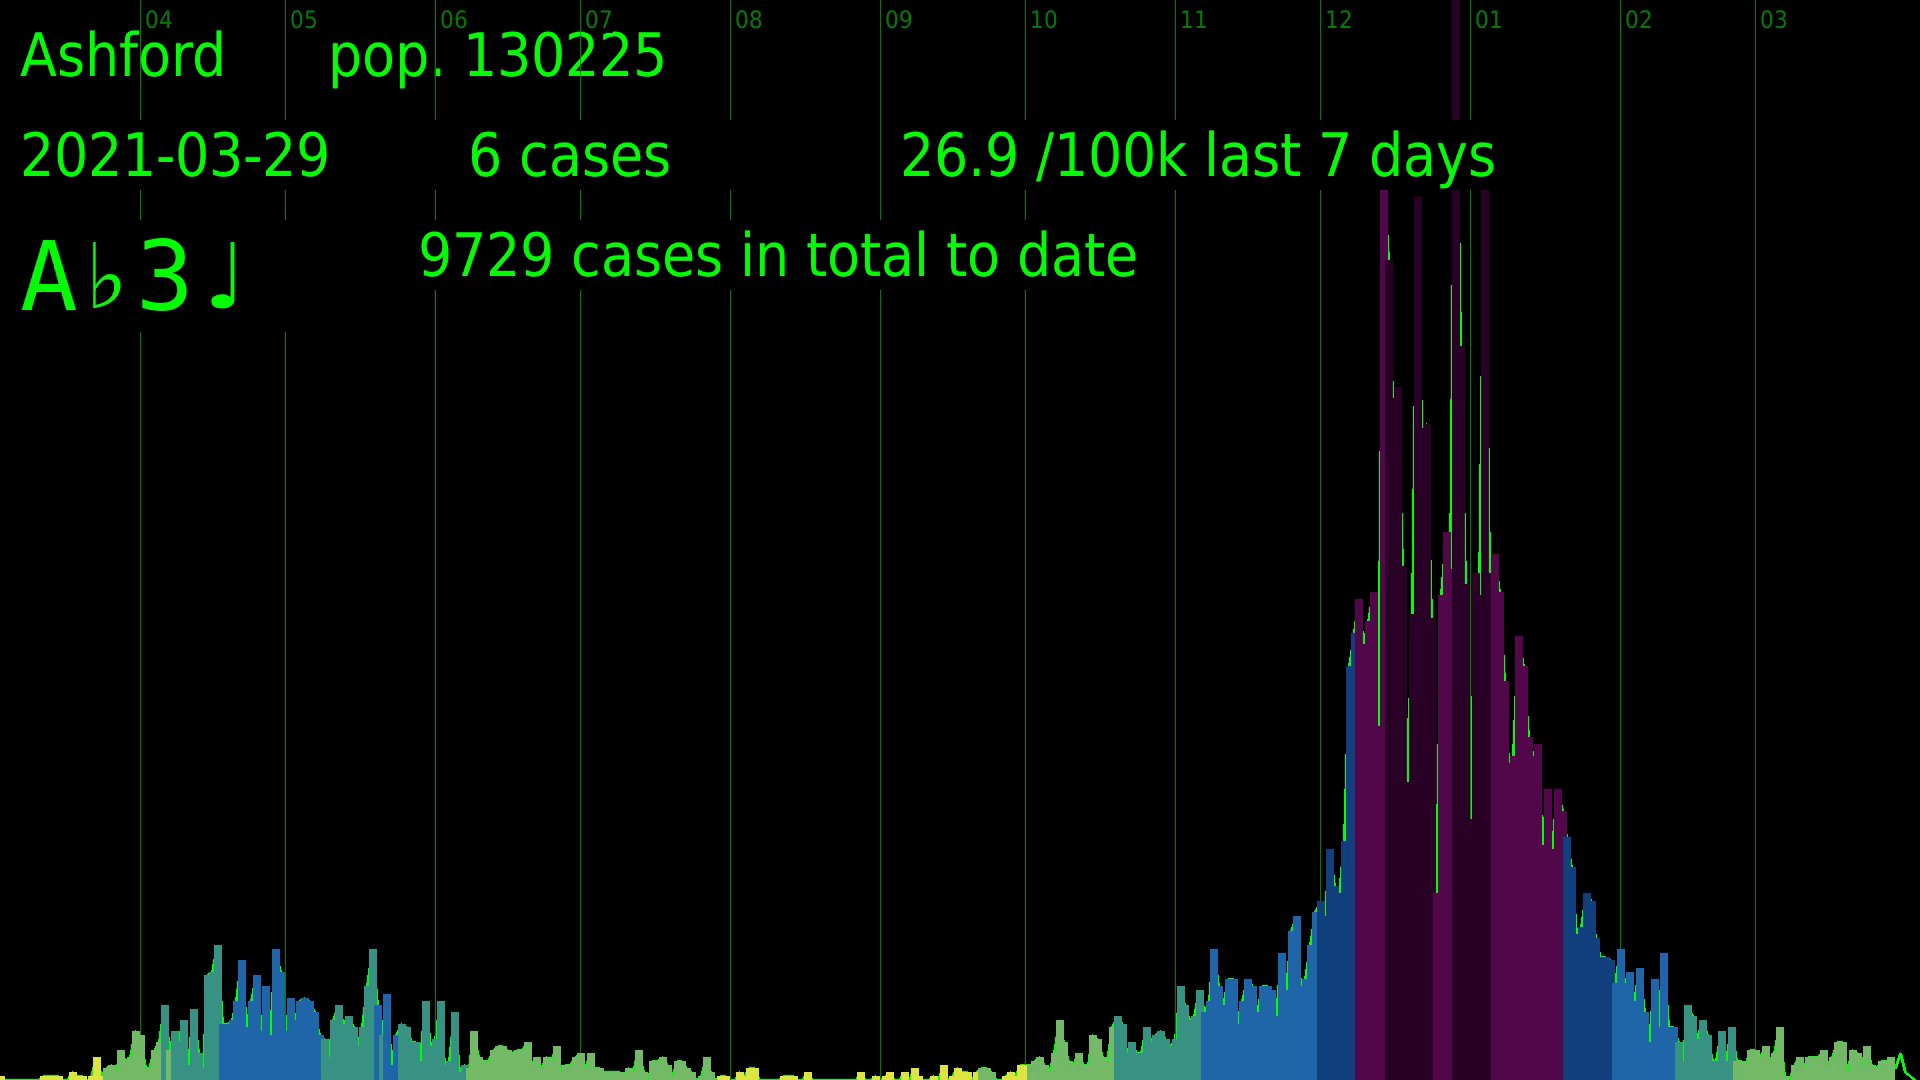 04 05 06 07 08 09 10 11 12 01 02 03
Ashford pop. 130225
2021-03-29 6 cases 26.9 /100k last 7 days
A♭3♩ 9729 cases in total to date